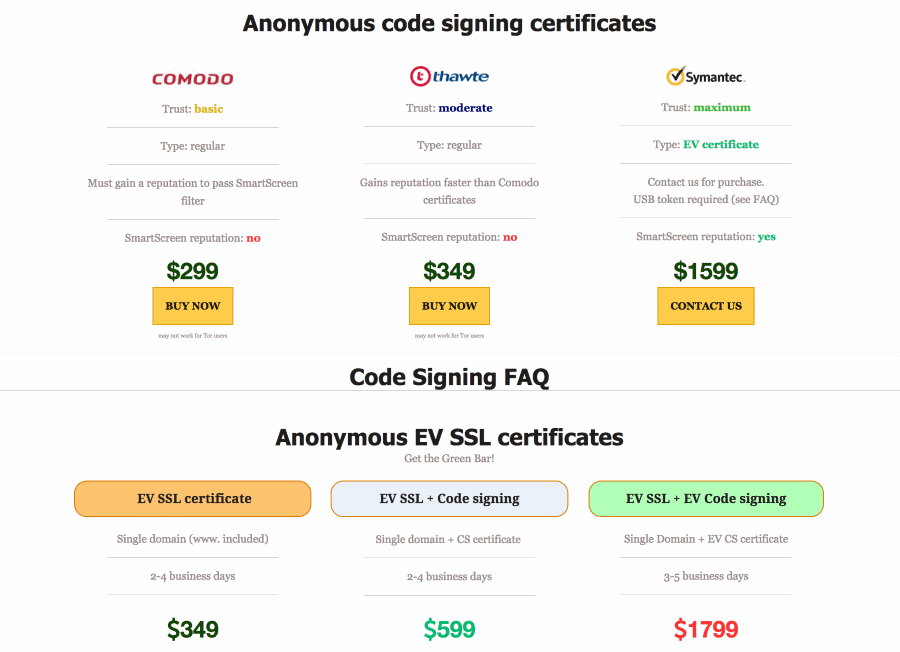 Anonymous code signing certificates
COMODO
thawte
Symantec.
Trust: basic
Trust: moderate
Trust: maximum
Type: regular
Type: regular
Type: EV certificate
Must gain a reputation to pass SmartScreen
filter
Gains reputation faster than Comodo
certificates
Contact us for purchase.
USB token required (see FAQ)
SmartScreen reputation: no
SmartScreen reputation: no
SmartScreen reputation: yes
$299
$349
$1599
BUY NOW
BUY NOW
CONTACT US
may not work for Tor users
may not work for Tor users
Code Signing FAQ
Anonymous EV SSL certificates
Get the Green Bar!
EV SSL certificate
EV SSL + Code signing
EV SSL + EV Code signing
Single domain (www. included)
Single domain + CS certificate
Single Domain + EV CS certificate
2-4 business days
2-4 business days
3-5 business days
$349
$599
$1799